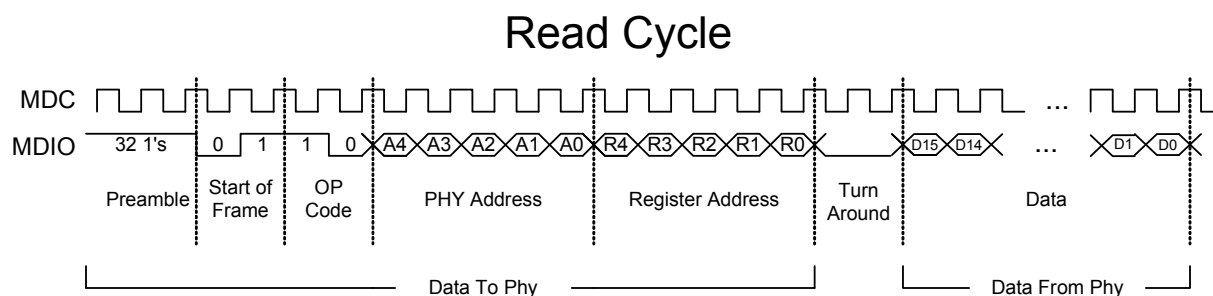 Read Cycle
MDC
...
MDIO 32 1's 0 1 1 0 A4 A3 A2 A1 A0 R4 R3 R2 R1 R0 D15 D14 ... D1 D0
Preamble
Start of
Frame
OP
Code
PHY Address
Register Address
Turn
Around
Data
Data To Phy
Data From Phy